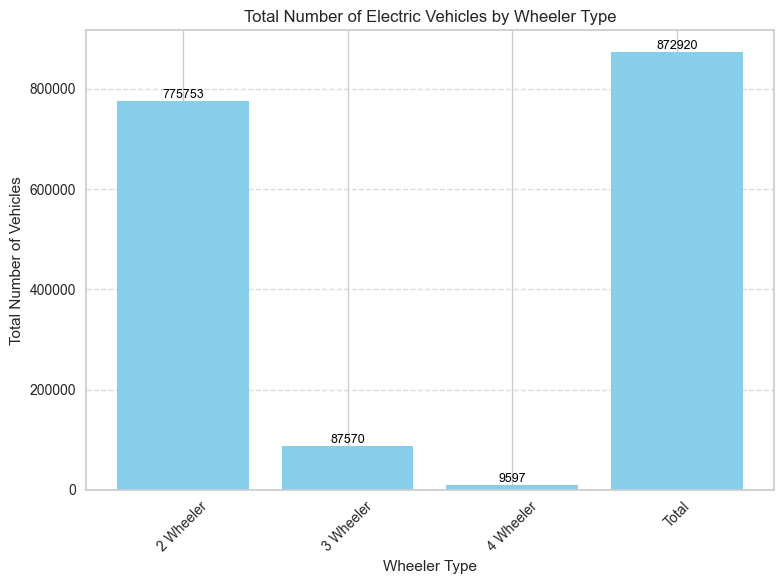 Total Number of Electric Vehicles by Wheeler Type
Total Number of Vehicles
800000
600000
400000
200000
0
775753
87570
9597
872920
2 Wheeler
3 Wheeler
4 Wheeler
Total
Wheeler Type